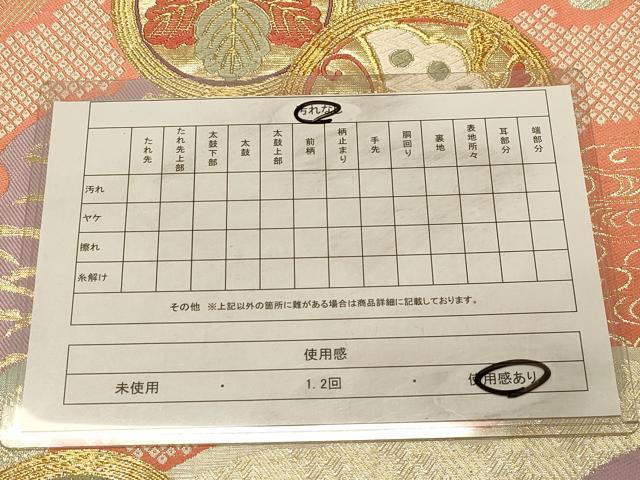 汚れなし
たれ先 たれ先上部 太鼓下部 太鼓 太鼓上部 前柄 柄止まり 手先 胴回り 裏地 表地所々 耳部分 端部分
汚れ
ヤケ
擦れ
糸解け
その他 ※上記以外の箇所に難がある場合は商品詳細に記載しております。
使用感
未使用 ・ 1.2回 ・ 使用感あり